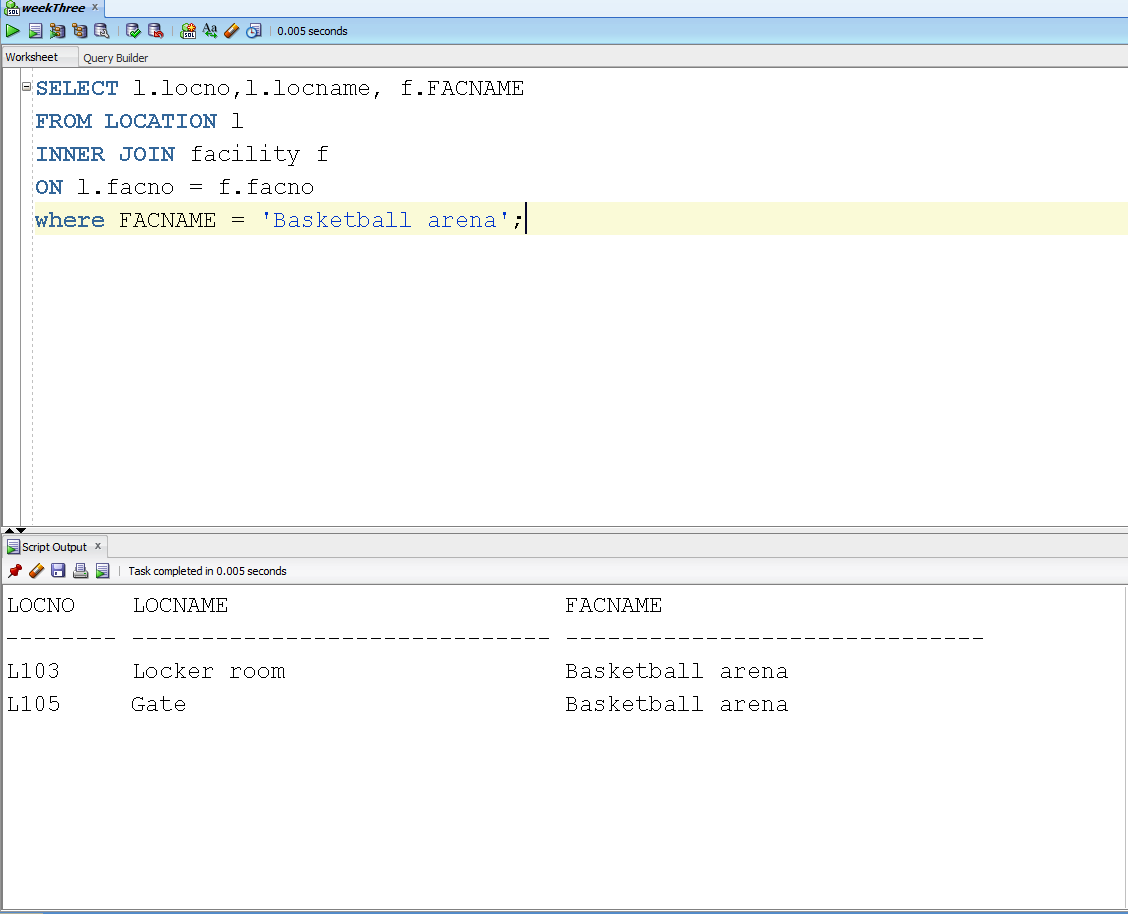 weekThree
0.005 seconds
Worksheet Query Builder
SELECT l.locno,l.locname, f.FACNAME
FROM LOCATION l
INNER JOIN facility f
ON l.facno = f.facno
where FACNAME = 'Basketball arena';
Script Output
Task completed in 0.005 seconds
LOCNO LOCNAME FACNAME
-------- ------------------------------ ------------------------------
L103 Locker room Basketball arena
L105 Gate Basketball arena